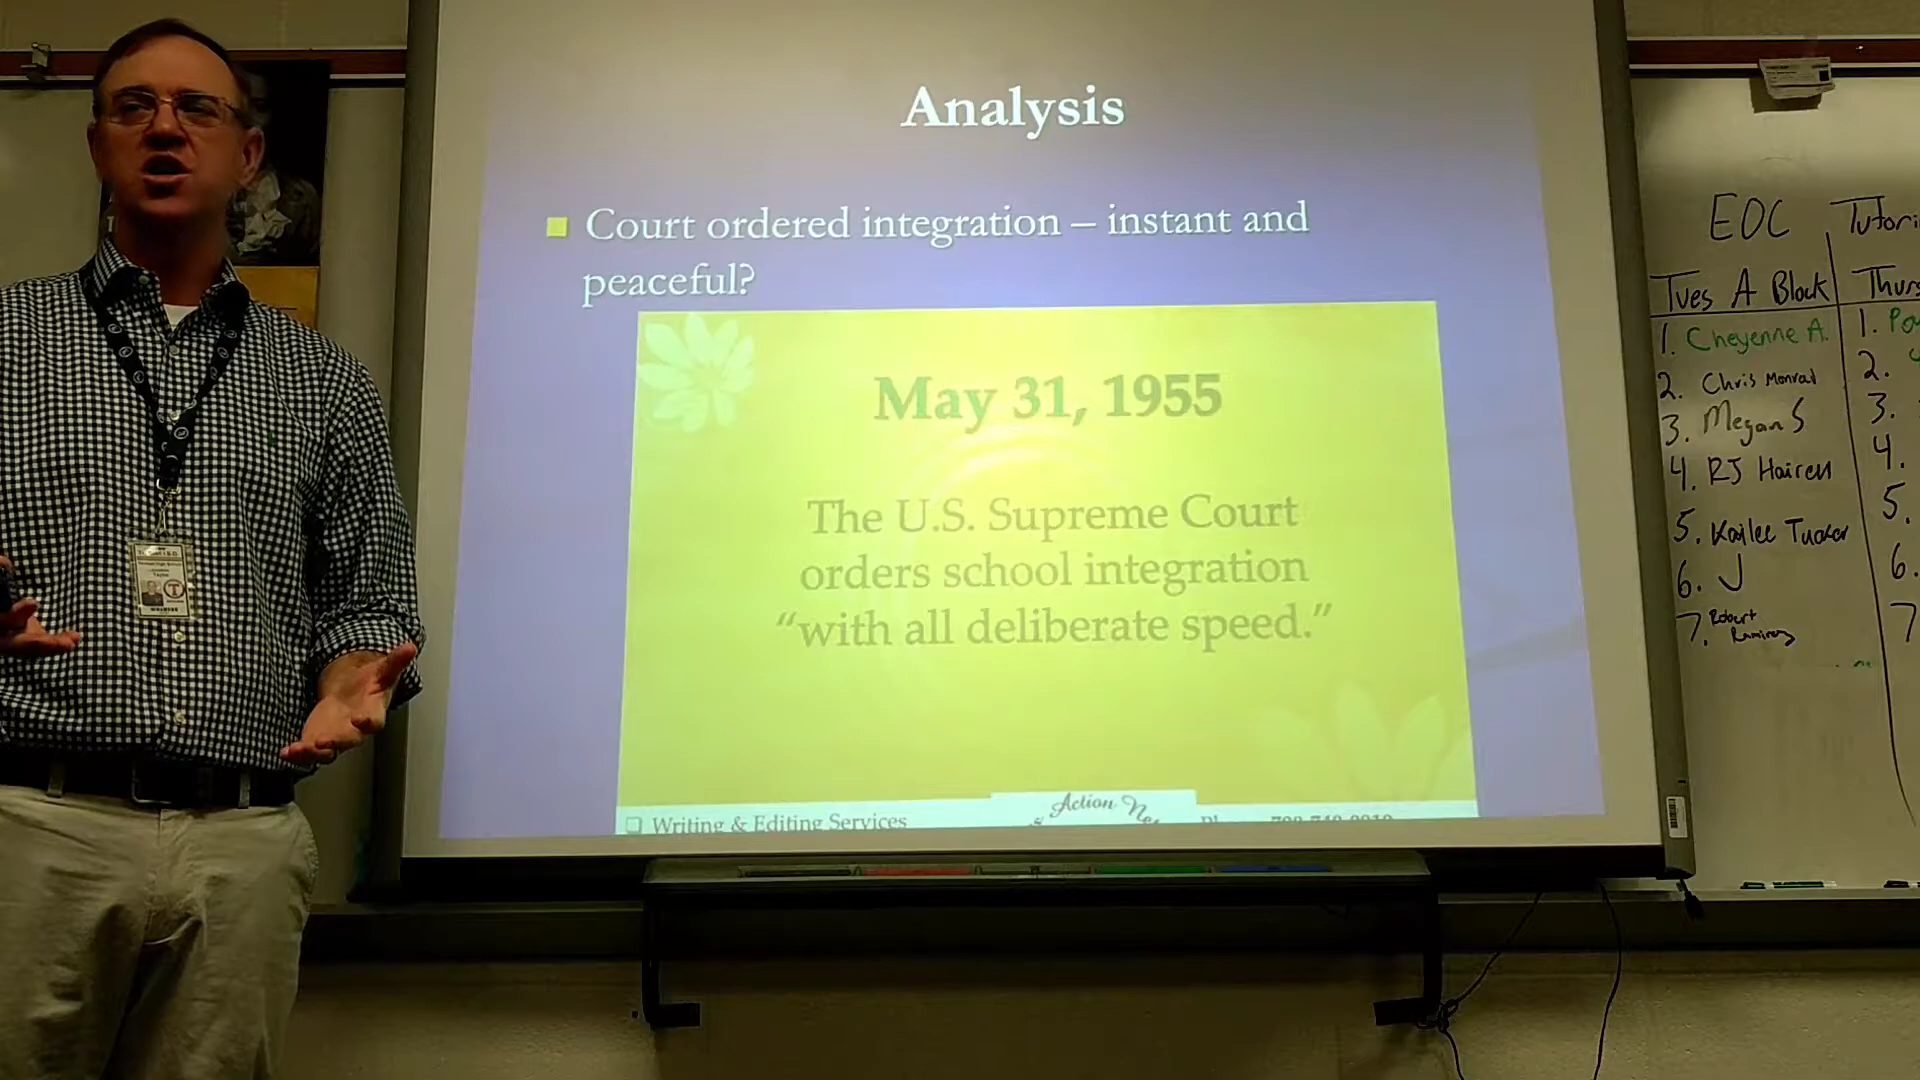 Analysis
Court ordered integration – instant and
peaceful?
May 31, 1955
The U.S. Supreme Court
orders school integration
“with all deliberate speed.”
Writing & Editing Services
Action
EOC
Tues A Block
1. Cheyenne A.
2. Chris Monrad
3. Megan S
4. RJ Hairell
5. Kailee Tucker
6. J
7. Robert
Ramirez
1.
2.
3.
4.
5.
6.
7